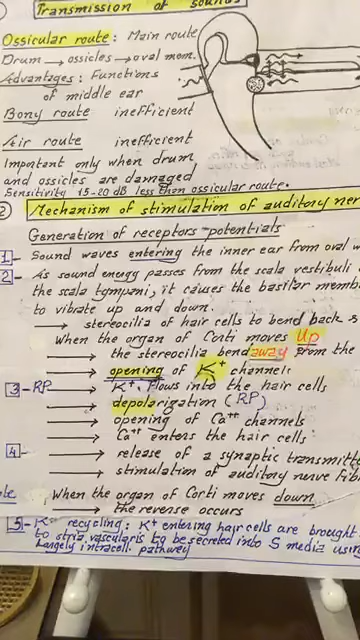 Transmission of sounds
Ossicular route : Main route
Drum → ossicles → oval mem.
Advantages : Functions
of middle ear
Bony route inefficient
Air route inefficient
Important only when drum
and ossicles are damaged
Sensitivity 15-20 dB less than ossicular route.
2 Mechanism of stimulation of auditory ner
Generation of receptors-potentials
1- Sound waves entering the inner ear from oval w
2- As sound energy passes from the scala vestibuli
the scala tympani, it causes the basilar memb
to vibrate up and down.
→ stereocilia of hair cells to bend back &
When the organ of Corti moves Up
→ the stereocilia bend away from the
→ opening of K+ channels
3-RP → K+ flows into the hair cells
depolarization (RP)
→ opening of Ca++ channels
→ Ca++ enters the hair cells
4 → release of a synaptic transmitte
→ stimulation of auditory nerve fib
ote When the organ of Corti moves down
→ the reverse occurs
5- K+ recycling : K+ entering hair cells are brought
to stria vascularis to be secreted into S media using
Largely intracell. pathway